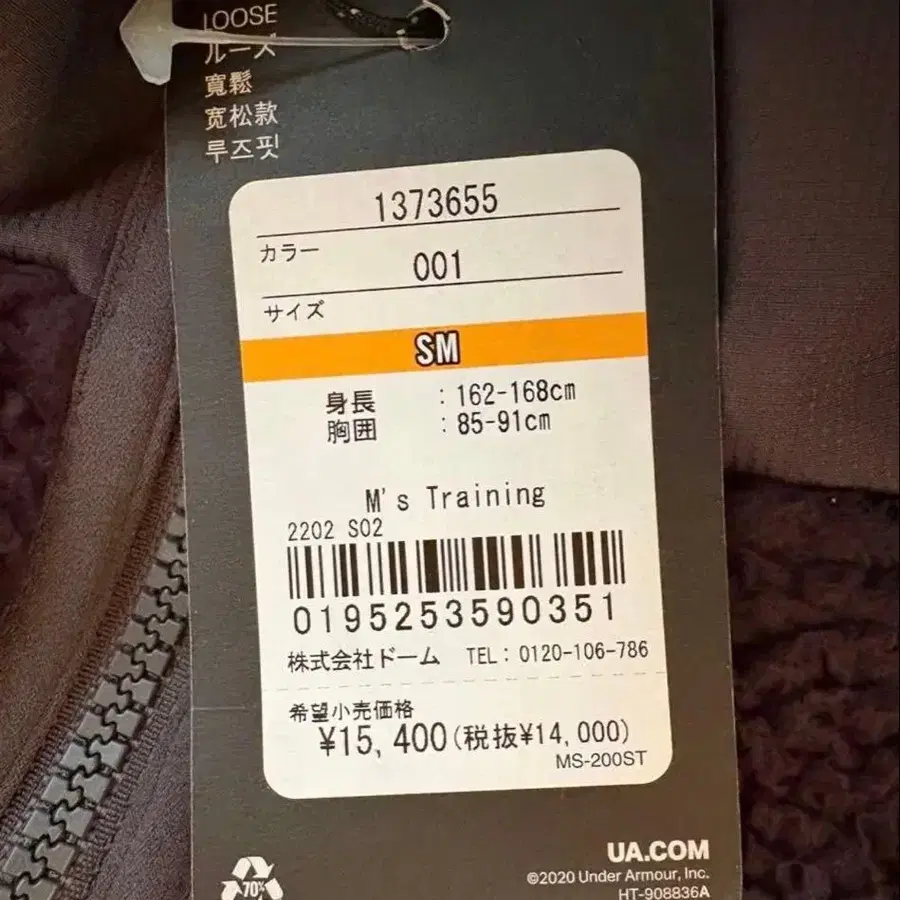 LOOSE
ルーズ
寬鬆
宽松款
루즈핏
1373655
カラー
001
サイズ
SM
身長 : 162-168cm
胸囲 : 85-91cm
M's Training
2202 S02
0195253590351
株式会社ドーム TEL: 0120-106-786
希望小売価格
¥15,400(税抜¥14,000)
MS-200ST
UA.COM
©2020 Under Armour, Inc.
HT-908836A
70%